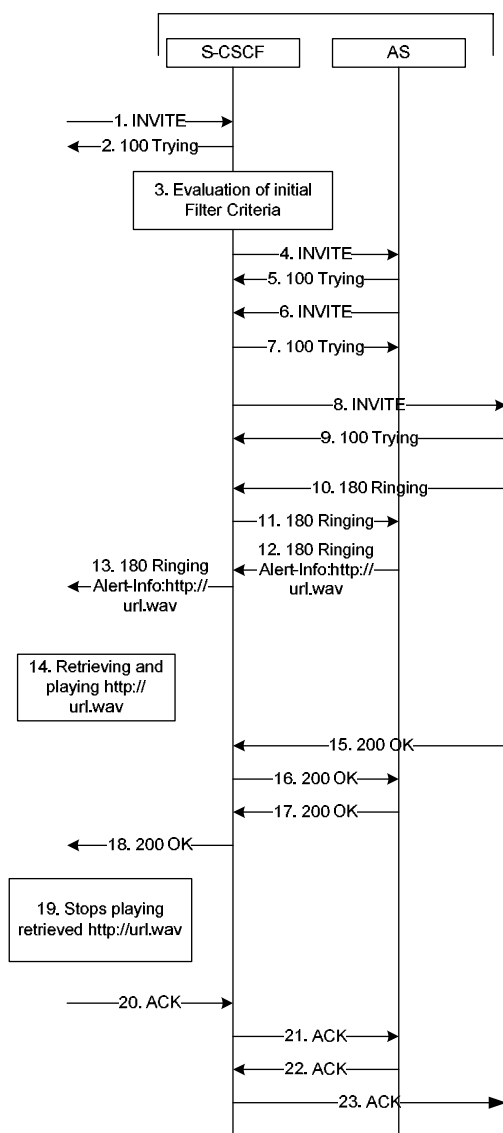 S-CSCF
AS
1. INVITE
2. 100 Trying
3. Evaluation of initial
Filter Criteria
4. INVITE
5. 100 Trying
6. INVITE
7. 100 Trying
8. INVITE
9. 100 Trying
10. 180 Ringing
11. 180 Ringing
12. 180 Ringing
Alert-Info:http://
url.wav
13. 180 Ringing
Alert-Info:http://
url.wav
14. Retrieving and
playing http://
url.wav
15. 200 OK
16. 200 OK
17. 200 OK
18. 200 OK
19. Stops playing
retrieved http://url.wav
20. ACK
21. ACK
22. ACK
23. ACK